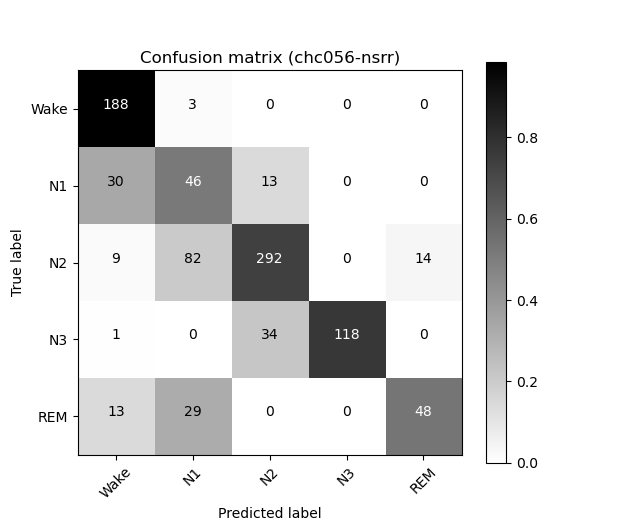 Confusion matrix (chc056-nsrr)
True label
Wake 188 3 0 0 0
N1 30 46 13 0 0
N2 9 82 292 0 14
N3 1 0 34 118 0
REM 13 29 0 0 48
Wake N1 N2 N3 REM
Predicted label
0.8
0.6
0.4
0.2
0.0